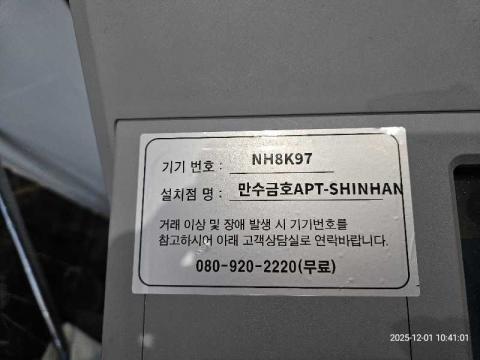 기기 번호 : NH8K97
설치점 명 : 만수금호APT-SHINHAN
거래 이상 및 장애 발생 시 기기번호를
참고하시어 아래 고객상담실로 연락바랍니다.
080-920-2220(무료)
2025-12-01 10:41:01